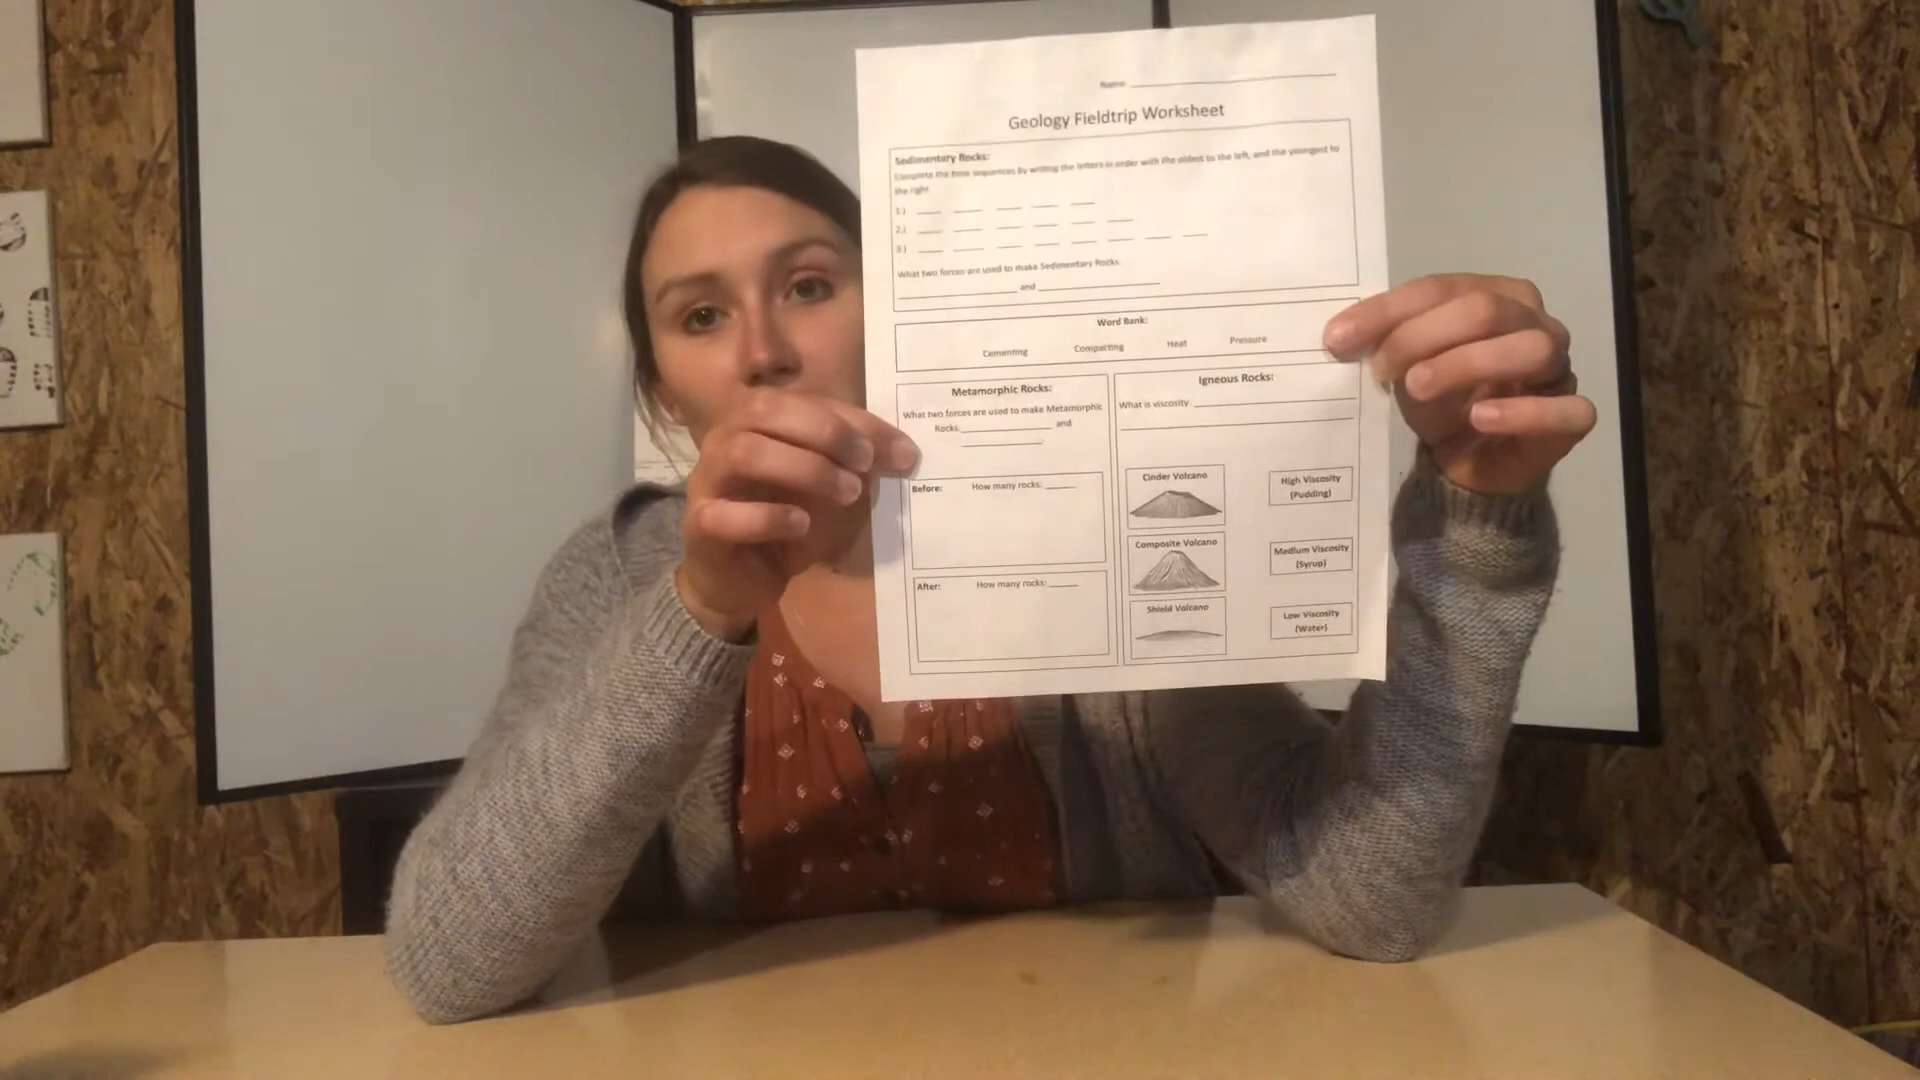 Name
Geology Fieldtrip Worksheet
Sedimentary Rocks:
Complete the time sequences by writing the letters in order with the oldest to the left, and the youngest to
the right
1.)
2.)
3.)
What two forces are used to make Sedimentary Rocks:
and
Word Bank:
Cementing Compacting Heat Pressure
Metamorphic Rocks:
What two forces are used to make Metamorphic
Rocks: and
Before: How many rocks:
After: How many rocks:
Igneous Rocks:
What is viscosity
Cinder Volcano
High Viscosity
(Pudding)
Composite Volcano
Medium Viscosity
(Syrup)
Shield Volcano
Low Viscosity
(Water)